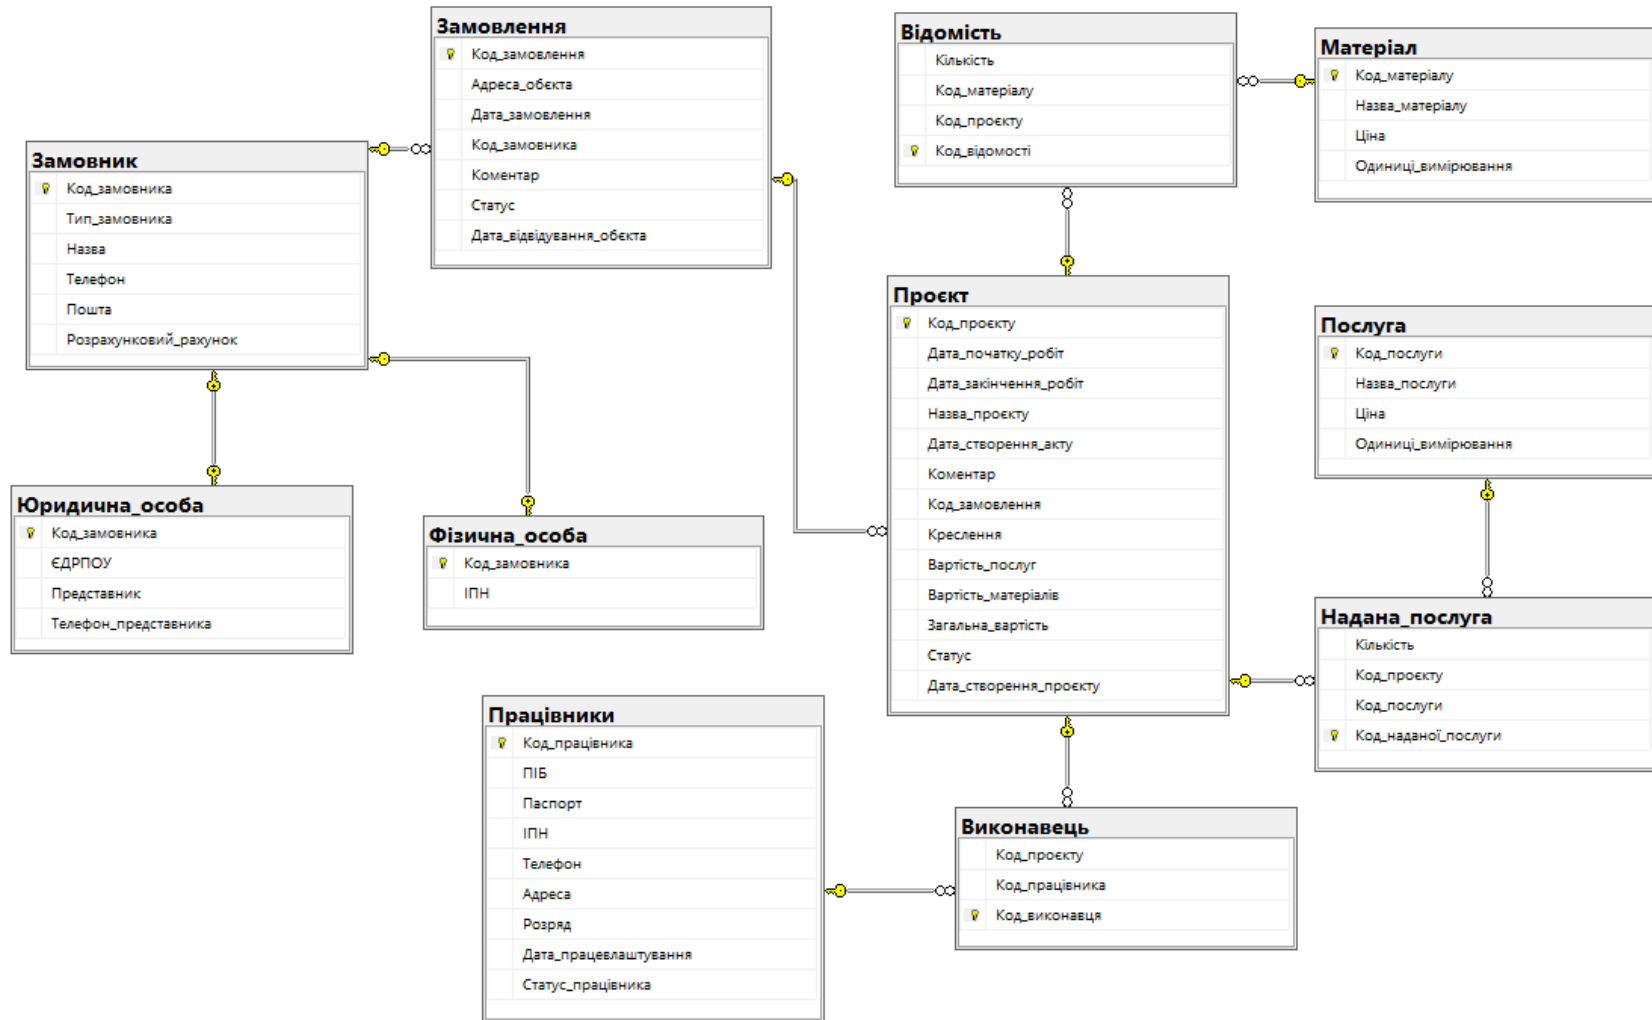 Замовлення
Код_замовлення
Адреса_обєкта
Дата_замовлення
Код_замовника
Коментар
Статус
Дата_відвідування_обєкта
Відомість
Кількість
Код_матеріалу
Код_проєкту
Код_відомості
Матеріал
Код_матеріалу
Назва_матеріалу
Ціна
Одиниці_вимірювання
Замовник
Код_замовника
Тип_замовника
Назва
Телефон
Пошта
Розрахунковий_рахунок
Проєкт
Код_проєкту
Дата_початку_робіт
Дата_закінчення_робіт
Назва_проєкту
Дата_створення_акту
Коментар
Код_замовлення
Креслення
Вартість_послуг
Вартість_матеріалів
Загальна_вартість
Статус
Дата_створення_проєкту
Послуга
Код_послуги
Назва_послуги
Ціна
Одиниці_вимірювання
Юридична_особа
Код_замовника
ЄДРПОУ
Представник
Телефон_представника
Фізична_особа
Код_замовника
ІПН
Надана_послуга
Кількість
Код_проєкту
Код_послуги
Код_наданої_послуги
Працівники
Код_працівника
ПІБ
Паспорт
ІПН
Телефон
Адреса
Розряд
Дата_працевлаштування
Статус_працівника
Виконавець
Код_проєкту
Код_працівника
Код_виконавця